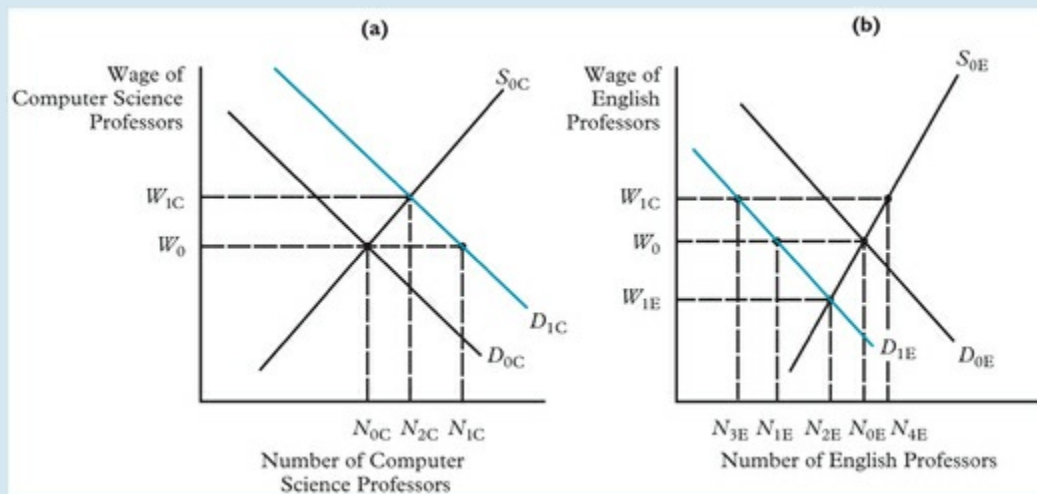 (a)
Wage of
Computer Science
Professors
S0C
W1C
W0
D1C
D0C
N0C N2C N1C
Number of Computer
Science Professors
(b)
Wage of
English
Professors
S0E
W1C
W0
W1E
D1E
D0E
N3E N1E N2E N0E N4E
Number of English Professors